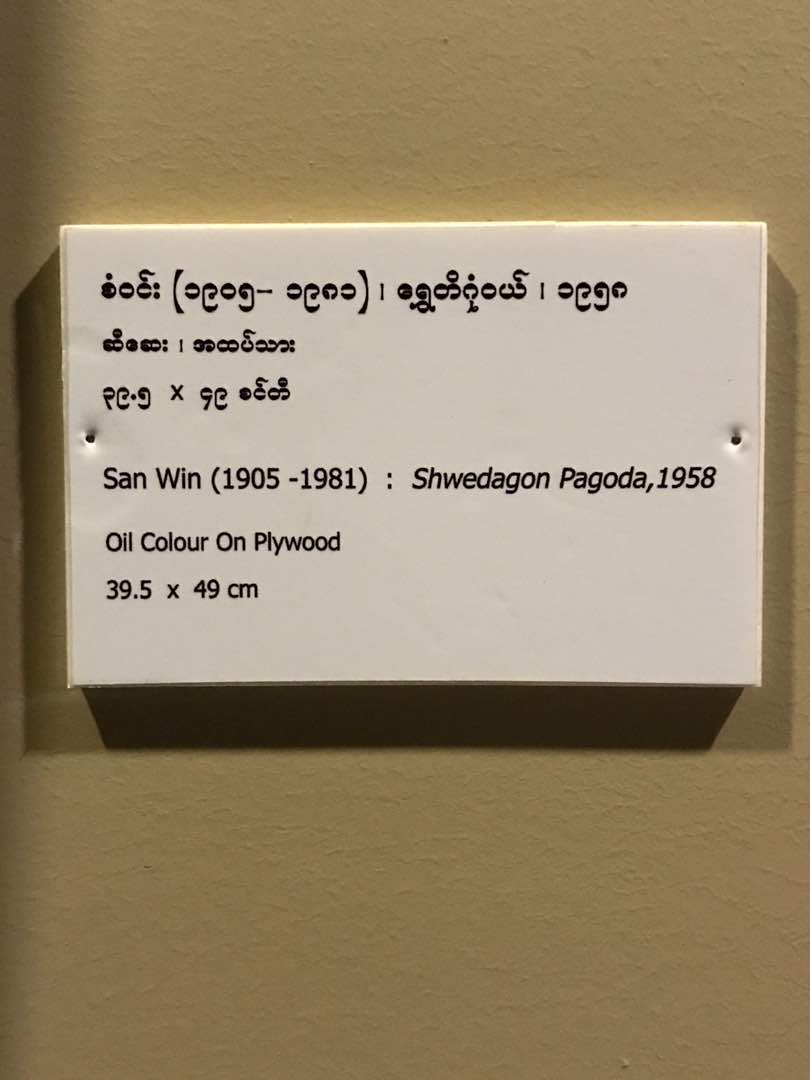 စံဝင်း (၁၉၀၅– ၁၉၈၁) ၊ ရွှေတိဂုံဝယ် ၊ ၁၉၅၈
ဆီဆေး ၊ အထပ်သား
၃၉.၅ x ၄၉ စင်တီ
San Win (1905 -1981) : Shwedagon Pagoda,1958
Oil Colour On Plywood
39.5 x 49 cm